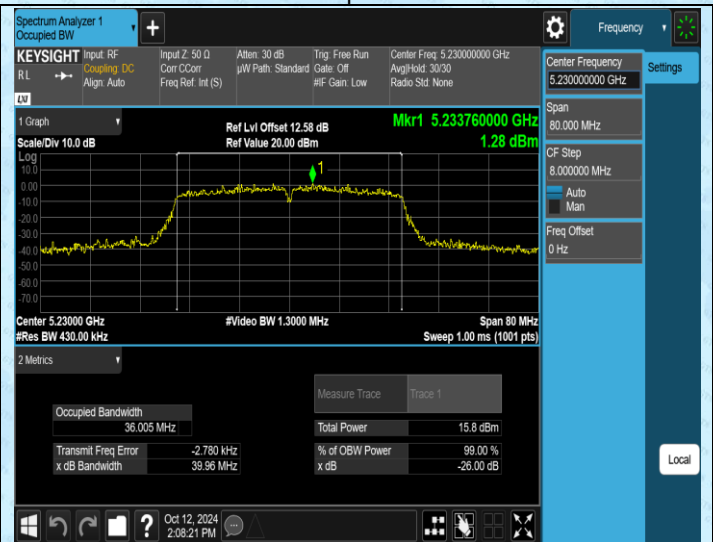 Spectrum Analyzer 1
Occupied BW
Frequency
KEYSIGHT
RL
Input: RF
Coupling: DC
Align: Auto
Input Z: 50 Ω
Corr CCorr
Freq Ref: Int (S)
Atten: 30 dB
µW Path: Standard
Trig: Free Run
Gate: Off
#IF Gain: Low
Center Freq: 5.230000000 GHz
Avg|Hold: 30/30
Radio Std: None
LXI
1 Graph
Scale/Div 10.0 dB
Ref Lvl Offset 12.58 dB
Ref Value 20.00 dBm
Mkr1 5.233760000 GHz
1.28 dBm
Log
10.0
0.00
-10.0
-20.0
-30.0
-40.0
-50.0
-60.0
-70.0
1
Center 5.23000 GHz
#Res BW 430.00 kHz
#Video BW 1.3000 MHz
Span 80 MHz
Sweep 1.00 ms (1001 pts)
2 Metrics
Measure Trace
Trace 1
Occupied Bandwidth
36.005 MHz
Total Power
15.8 dBm
Transmit Freq Error
-2.780 kHz
% of OBW Power
99.00 %
x dB Bandwidth
39.96 MHz
x dB
-26.00 dB
Center Frequency
5.230000000 GHz
Settings
Span
80.000 MHz
CF Step
8.000000 MHz
Auto
Man
Freq Offset
0 Hz
Local
?
Oct 12, 2024
2:08:21 PM